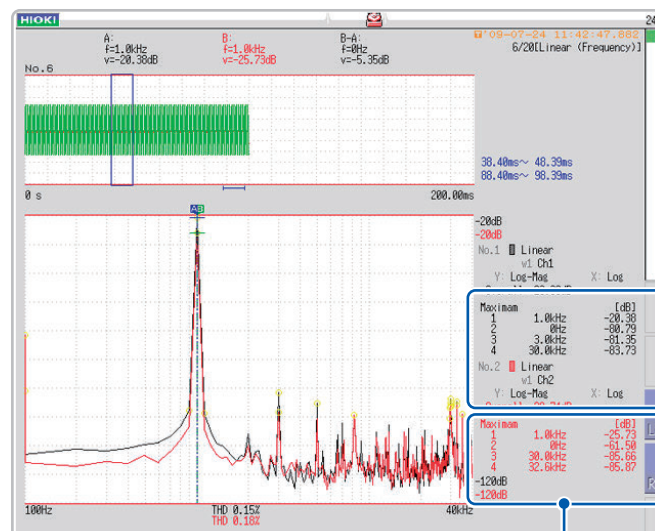 HIOKI
24
A: B: B-A:
f=1.0kHz f=1.0kHz f=0Hz
v=-20.38dB v=-25.73dB v=-5.35dB
'09-07-24 11:42:47.882
6/20[Linear (Frequency)]
No.6
38.40ms~ 48.39ms
88.40ms~ 98.39ms
0 s 200.00ms
AB
-20dB
-20dB
No.1 Linear
w1 Ch1
Y: Log-Mag X: Log
Maximam [dB]
1 1.0kHz -20.38
2 0Hz -80.79
3 3.0kHz -81.35
4 30.0kHz -83.73
No.2 Linear
w1 Ch2
Y: Log-Mag X: Log
Maximam [dB]
1 1.0kHz -25.73
2 0Hz -61.50
3 30.0kHz -85.66
4 32.6kHz -85.87
-120dB
-120dB
L
R
100Hz THD 0.15% 40kHz
THD 0.18%